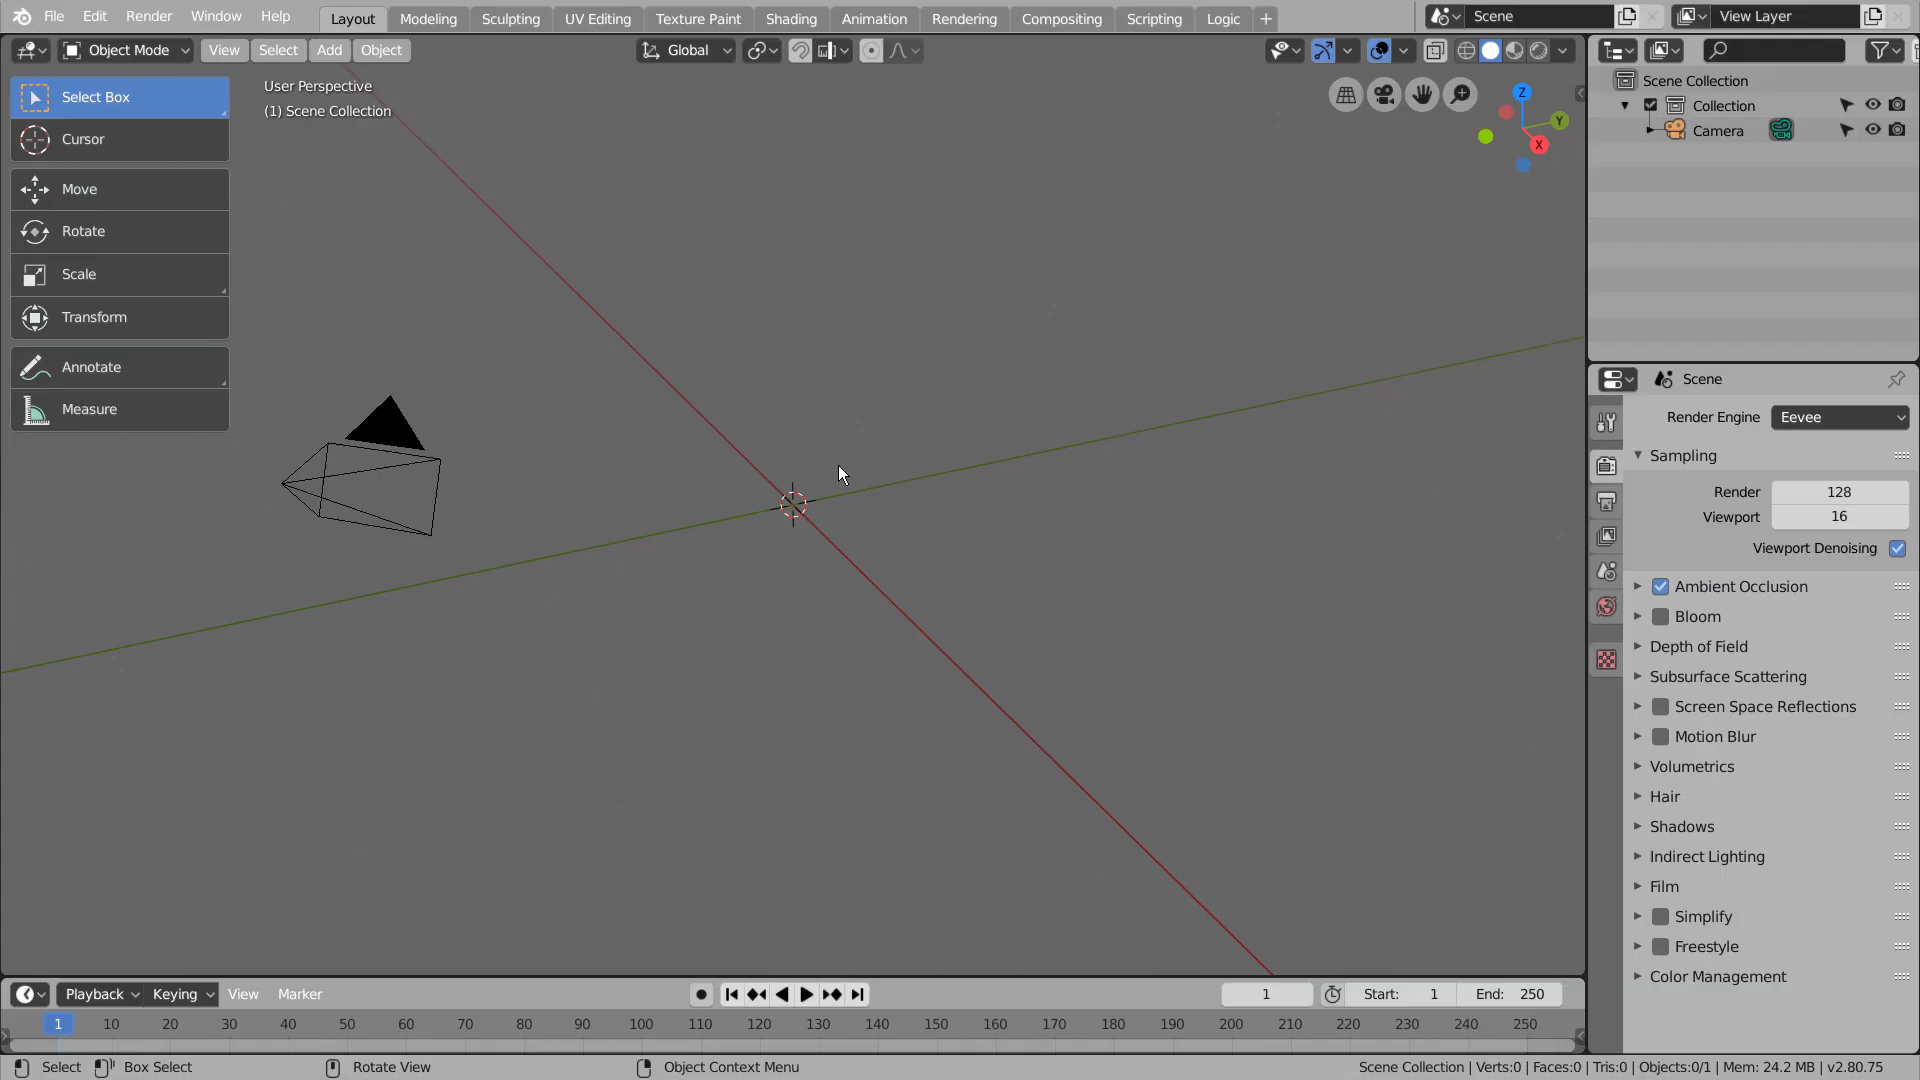 File Edit Render Window Help Layout Modeling Sculpting UV Editing Texture Paint Shading Animation Rendering Compositing Scripting Logic + Scene View Layer
Object Mode View Select Add Object Global
Select Box
Cursor
Move
Rotate
Scale
Transform
Annotate
Measure
User Perspective
(1) Scene Collection
Z
Y
X
Scene Collection
Collection
Camera
Scene
Render Engine Eevee
Sampling
Render 128
Viewport 16
Viewport Denoising
Ambient Occlusion
Bloom
Depth of Field
Subsurface Scattering
Screen Space Reflections
Motion Blur
Volumetrics
Hair
Shadows
Indirect Lighting
Film
Simplify
Freestyle
Color Management
Playback Keying View Marker 1 Start: 1 End: 250
1 10 20 30 40 50 60 70 80 90 100 110 120 130 140 150 160 170 180 190 200 210 220 230 240 250
Select Box Select Rotate View Object Context Menu Scene Collection | Verts:0 | Faces:0 | Tris:0 | Objects:0/1 | Mem: 24.2 MB | v2.80.75